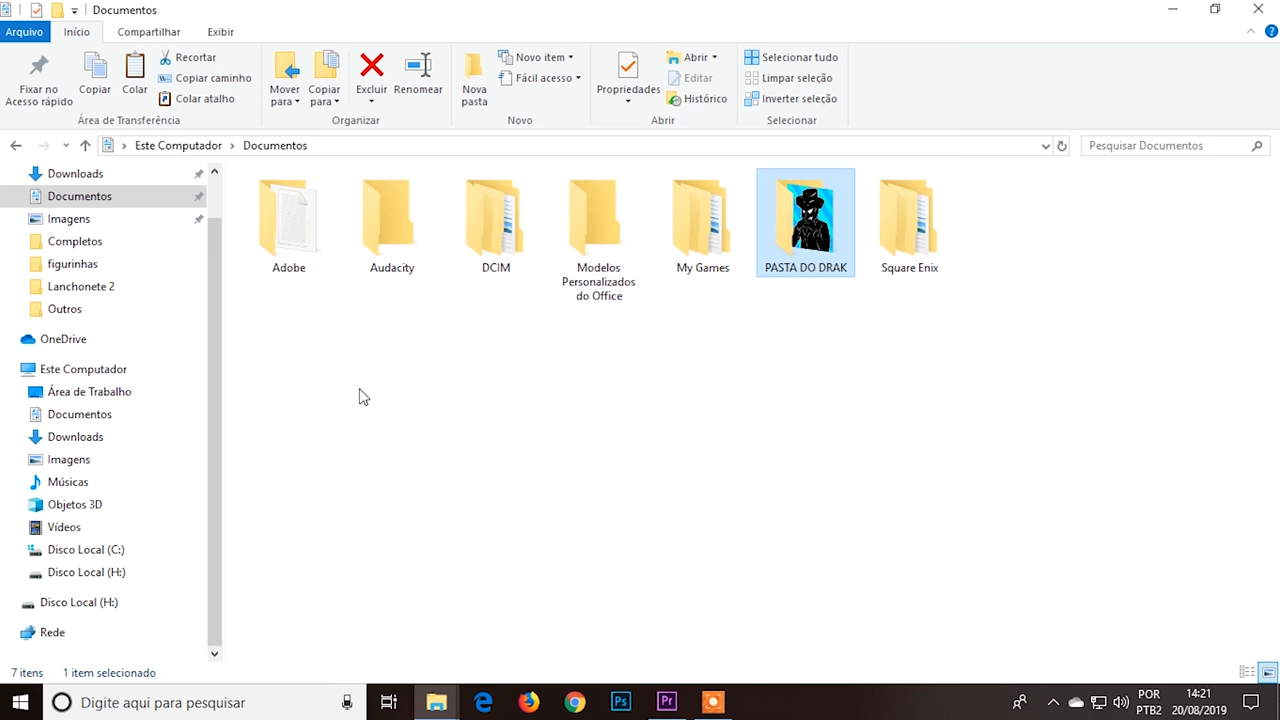 Documentos
Arquivo Início Compartilhar Exibir
Fixar no Acesso rápido
Copiar
Colar
Recortar
Copiar caminho
Colar atalho
Área de Transferência
Mover para
Copiar para
Excluir
Renomear
Organizar
Nova pasta
Novo item
Fácil acesso
Novo
Propriedades
Abrir
Editar
Histórico
Abrir
Selecionar tudo
Limpar seleção
Inverter seleção
Selecionar
Este Computador > Documentos
Pesquisar Documentos
Downloads
Documentos
Imagens
Completos
figurinhas
Lanchonete 2
Outros
OneDrive
Este Computador
Área de Trabalho
Documentos
Downloads
Imagens
Músicas
Objetos 3D
Vídeos
Disco Local (C:)
Disco Local (H:)
Disco Local (H:)
Rede
Adobe
Audacity
DCIM
Modelos
Personalizados
do Office
My Games
PASTA DO DRAK
Square Enix
7 itens 1 item selecionado
Digite aqui para pesquisar
Ps
Pr
POR
PTB2
14:21
20/08/2019